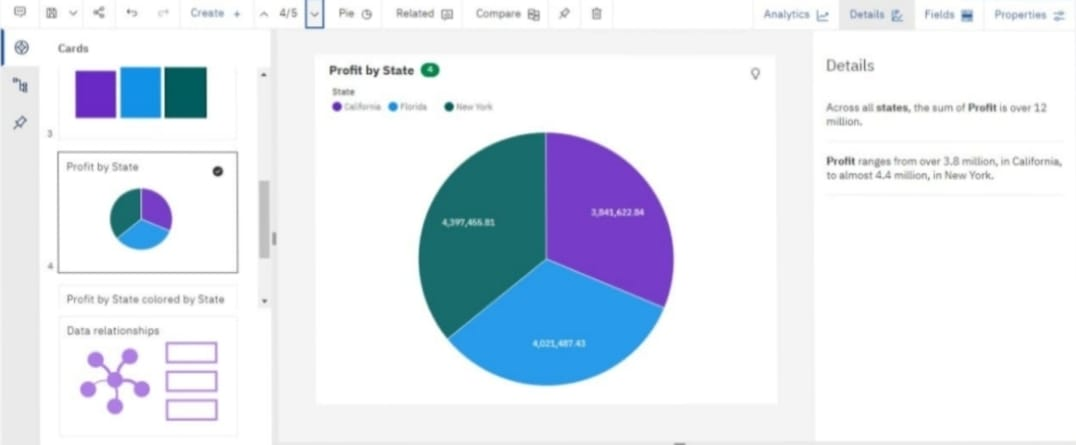 Create +
4/5
Pie
Related
Compare
Analytics
Details
Fields
Properties
Cards
3
Profit by State
4
Profit by State colored by State
Data relationships
Profit by State 4
State
California Florida New York
3,841,622.84
4,397,466.81
4,021,487.43
Details
Across all states, the sum of Profit is over 12
million.
Profit ranges from over 3.8 million, in California,
to almost 4.4 million, in New York.